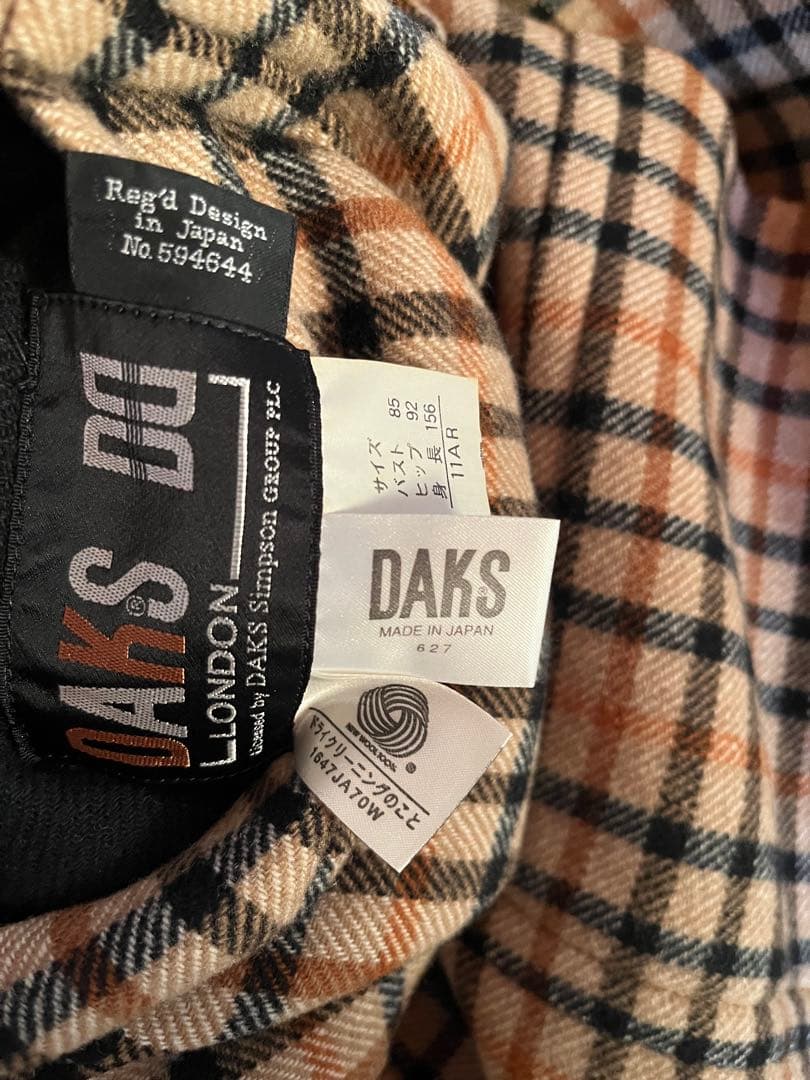 Reg'd Design
in Japan
No. 594644
DAKS® DD
LONDON
Licensed by DAKS Simpson GROUP PLC
サイズ
バスト 85
ヒップ 92
身長 156
11AR
DAKS®
MADE IN JAPAN
627
NEW WOOL 100%
®
ドライクリーニングのこと
1647JA70W